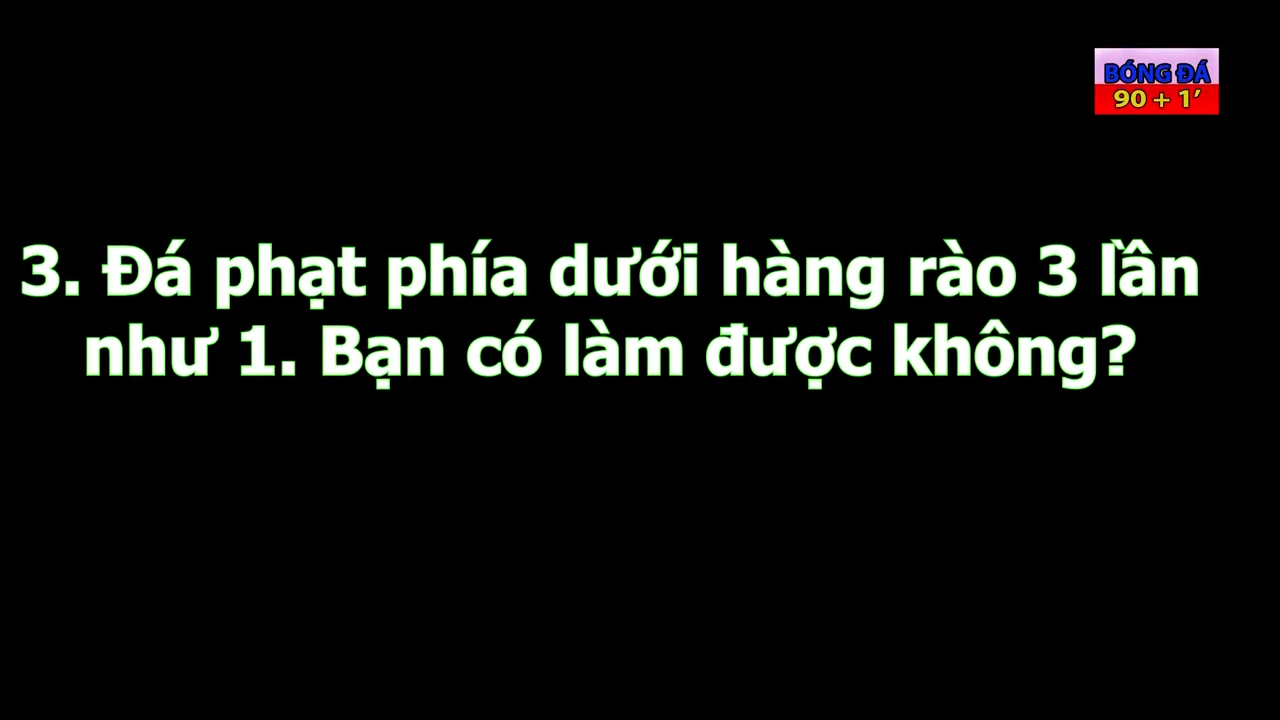 BÓNG ĐÁ
90 + 1’
3. Đá phạt phía dưới hàng rào 3 lần
như 1. Bạn có làm được không?